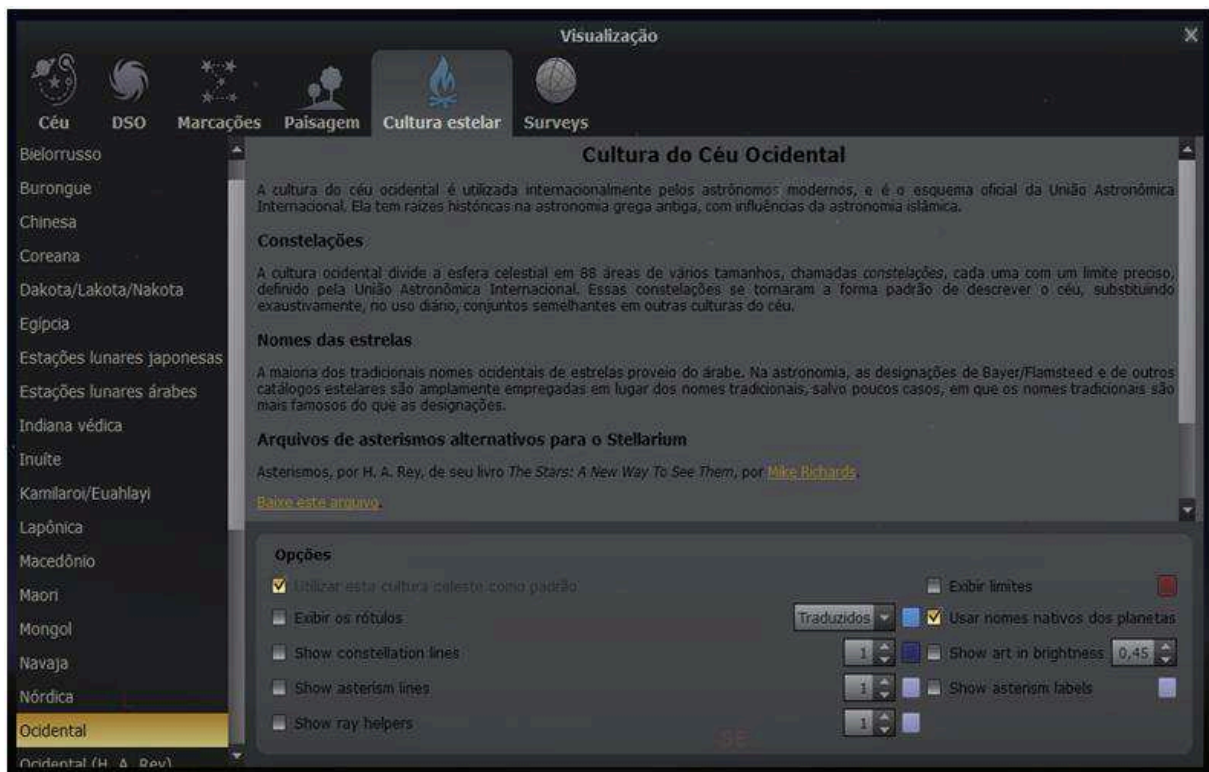 Visualização
Céu DSO Marcações Paisagem Cultura estelar Surveys
Bielorrusso
Burongue
Chinesa
Coreana
Dakota/Lakota/Nakota
Egípcia
Estações lunares japonesas
Estações lunares árabes
Indiana védica
Inuíte
Kamilaroi/Euahlayi
Lapônica
Macedônio
Maori
Mongol
Navaja
Nórdica
Ocidental
Ocidental (H. A. Rey)
Cultura do Céu Ocidental
A cultura do céu ocidental é utilizada internacionalmente pelos astrônomos modernos, e é o esquema oficial da União Astronômica
Internacional. Ela tem raízes históricas na astronomia grega antiga, com influências da astronomia islâmica.
Constelações
A cultura ocidental divide a esfera celestial em 88 áreas de vários tamanhos, chamadas constelações, cada uma com um limite preciso,
definido pela União Astronômica Internacional. Essas constelações se tornaram a forma padrão de descrever o céu, substituindo
exaustivamente, no uso diário, conjuntos semelhantes em outras culturas do céu.
Nomes das estrelas
A maioria dos tradicionais nomes ocidentais de estrelas proveio do árabe. Na astronomia, as designações de Bayer/Flamsteed e de outros
catálogos estelares são amplamente empregadas em lugar dos nomes tradicionais, salvo poucos casos, em que os nomes tradicionais são
mais famosos do que as designações.
Arquivos de asterismos alternativos para o Stellarium
Asterismos, por H. A. Rey, de seu livro The Stars: A New Way To See Them, por Mike Richards.
Baixe este arquivo.
Opções
Utilizar esta cultura celeste como padrão Exibir limites
Exibir os rótulos Traduzidos Usar nomes nativos dos planetas
Show constellation lines 1 Show art in brightness 0,45
Show asterism lines 1 Show asterism labels
Show ray helpers 1
SE